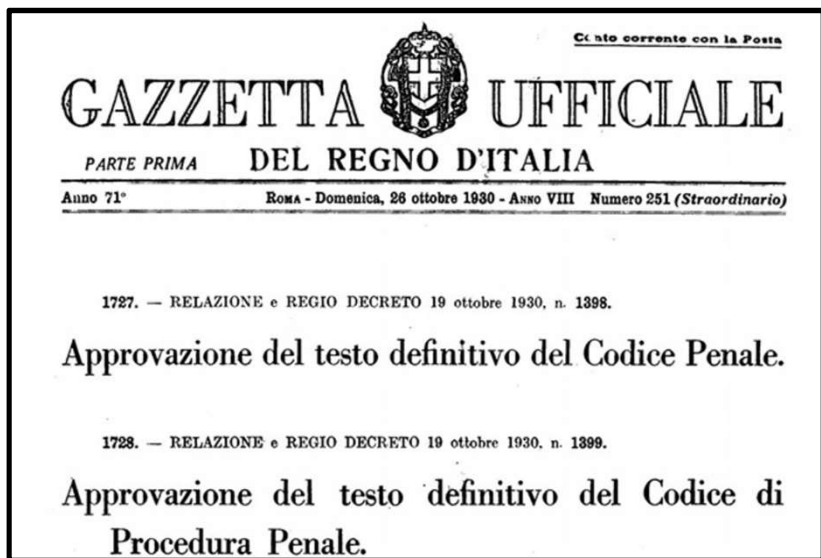 Conto corrente con la Posta
GAZZETTA UFFICIALE
PARTE PRIMA DEL REGNO D'ITALIA
Anno 71° ROMA - Domenica, 26 ottobre 1930 - ANNO VIII Numero 251 (Straordinario)
1727. — RELAZIONE e REGIO DECRETO 19 ottobre 1930, n. 1398.
Approvazione del testo definitivo del Codice Penale.
1728. — RELAZIONE e REGIO DECRETO 19 ottobre 1930, n. 1399.
Approvazione del testo definitivo del Codice di
Procedura Penale.